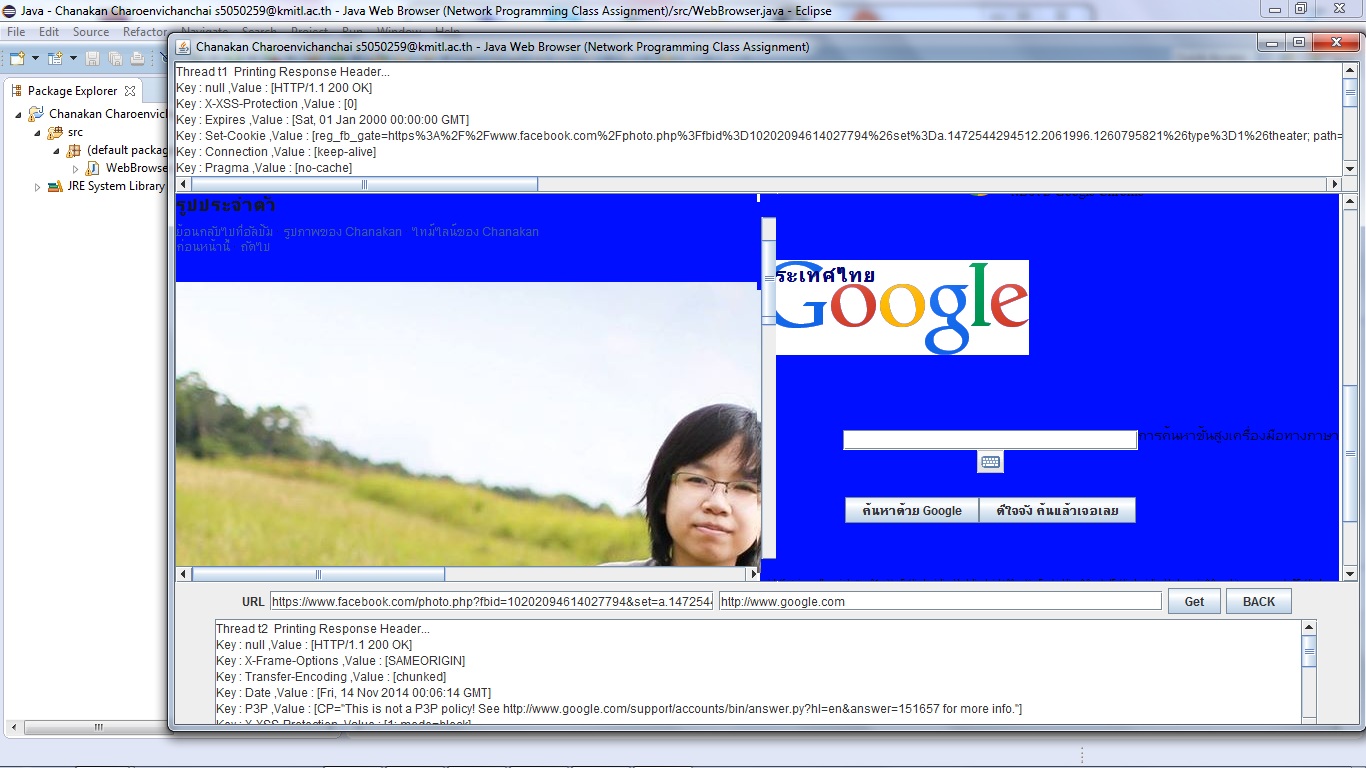 Java - Chanakan Charoenvichanchai s5050259@kmitl.ac.th - Java Web Browser (Network Programming Class Assignment)/src/WebBrowser.java - Eclipse
File Edit Source Refactor Navigate Search Project Run Window Help
Chanakan Charoenvichanchai s5050259@kmitl.ac.th - Java Web Browser (Network Programming Class Assignment)
Package Explorer
Chanakan Charoenvich
src
(default packag
WebBrowse
JRE System Library
Thread t1 Printing Response Header...
Key : null ,Value : [HTTP/1.1 200 OK]
Key : X-XSS-Protection ,Value : [0]
Key : Expires ,Value : [Sat, 01 Jan 2000 00:00:00 GMT]
Key : Set-Cookie ,Value : [reg_fb_gate=https%3A%2F%2Fwww.facebook.com%2Fphoto.php%3Ffbid%3D10202094614027794%26set%3Da.1472544294512.2061996.1260795821%26type%3D1%26theater; path=
Key : Connection ,Value : [keep-alive]
Key : Pragma ,Value : [no-cache]
รูปประจำตัว
ย้อนกลับไปที่อัลบั้ม รูปภาพของ Chanakan ไทม์ไลน์ของ Chanakan
ก่อนหน้านี้ ถัดไป
ระเทศไทย
Google
การค้นหาขั้นสูงเครื่องมือทางภาษา
ค้นหาด้วย Google
ดีใจจัง ค้นแล้วเจอเลย
URL
https://www.facebook.com/photo.php?fbid=10202094614027794&set=a.1472544
http://www.google.com
Get
BACK
Thread t2 Printing Response Header...
Key : null ,Value : [HTTP/1.1 200 OK]
Key : X-Frame-Options ,Value : [SAMEORIGIN]
Key : Transfer-Encoding ,Value : [chunked]
Key : Date ,Value : [Fri, 14 Nov 2014 00:06:14 GMT]
Key : P3P ,Value : [CP="This is not a P3P policy! See http://www.google.com/support/accounts/bin/answer.py?hl=en&answer=151657 for more info."]
Key : X-XSS-Protection ,Value : [1; mode=block]